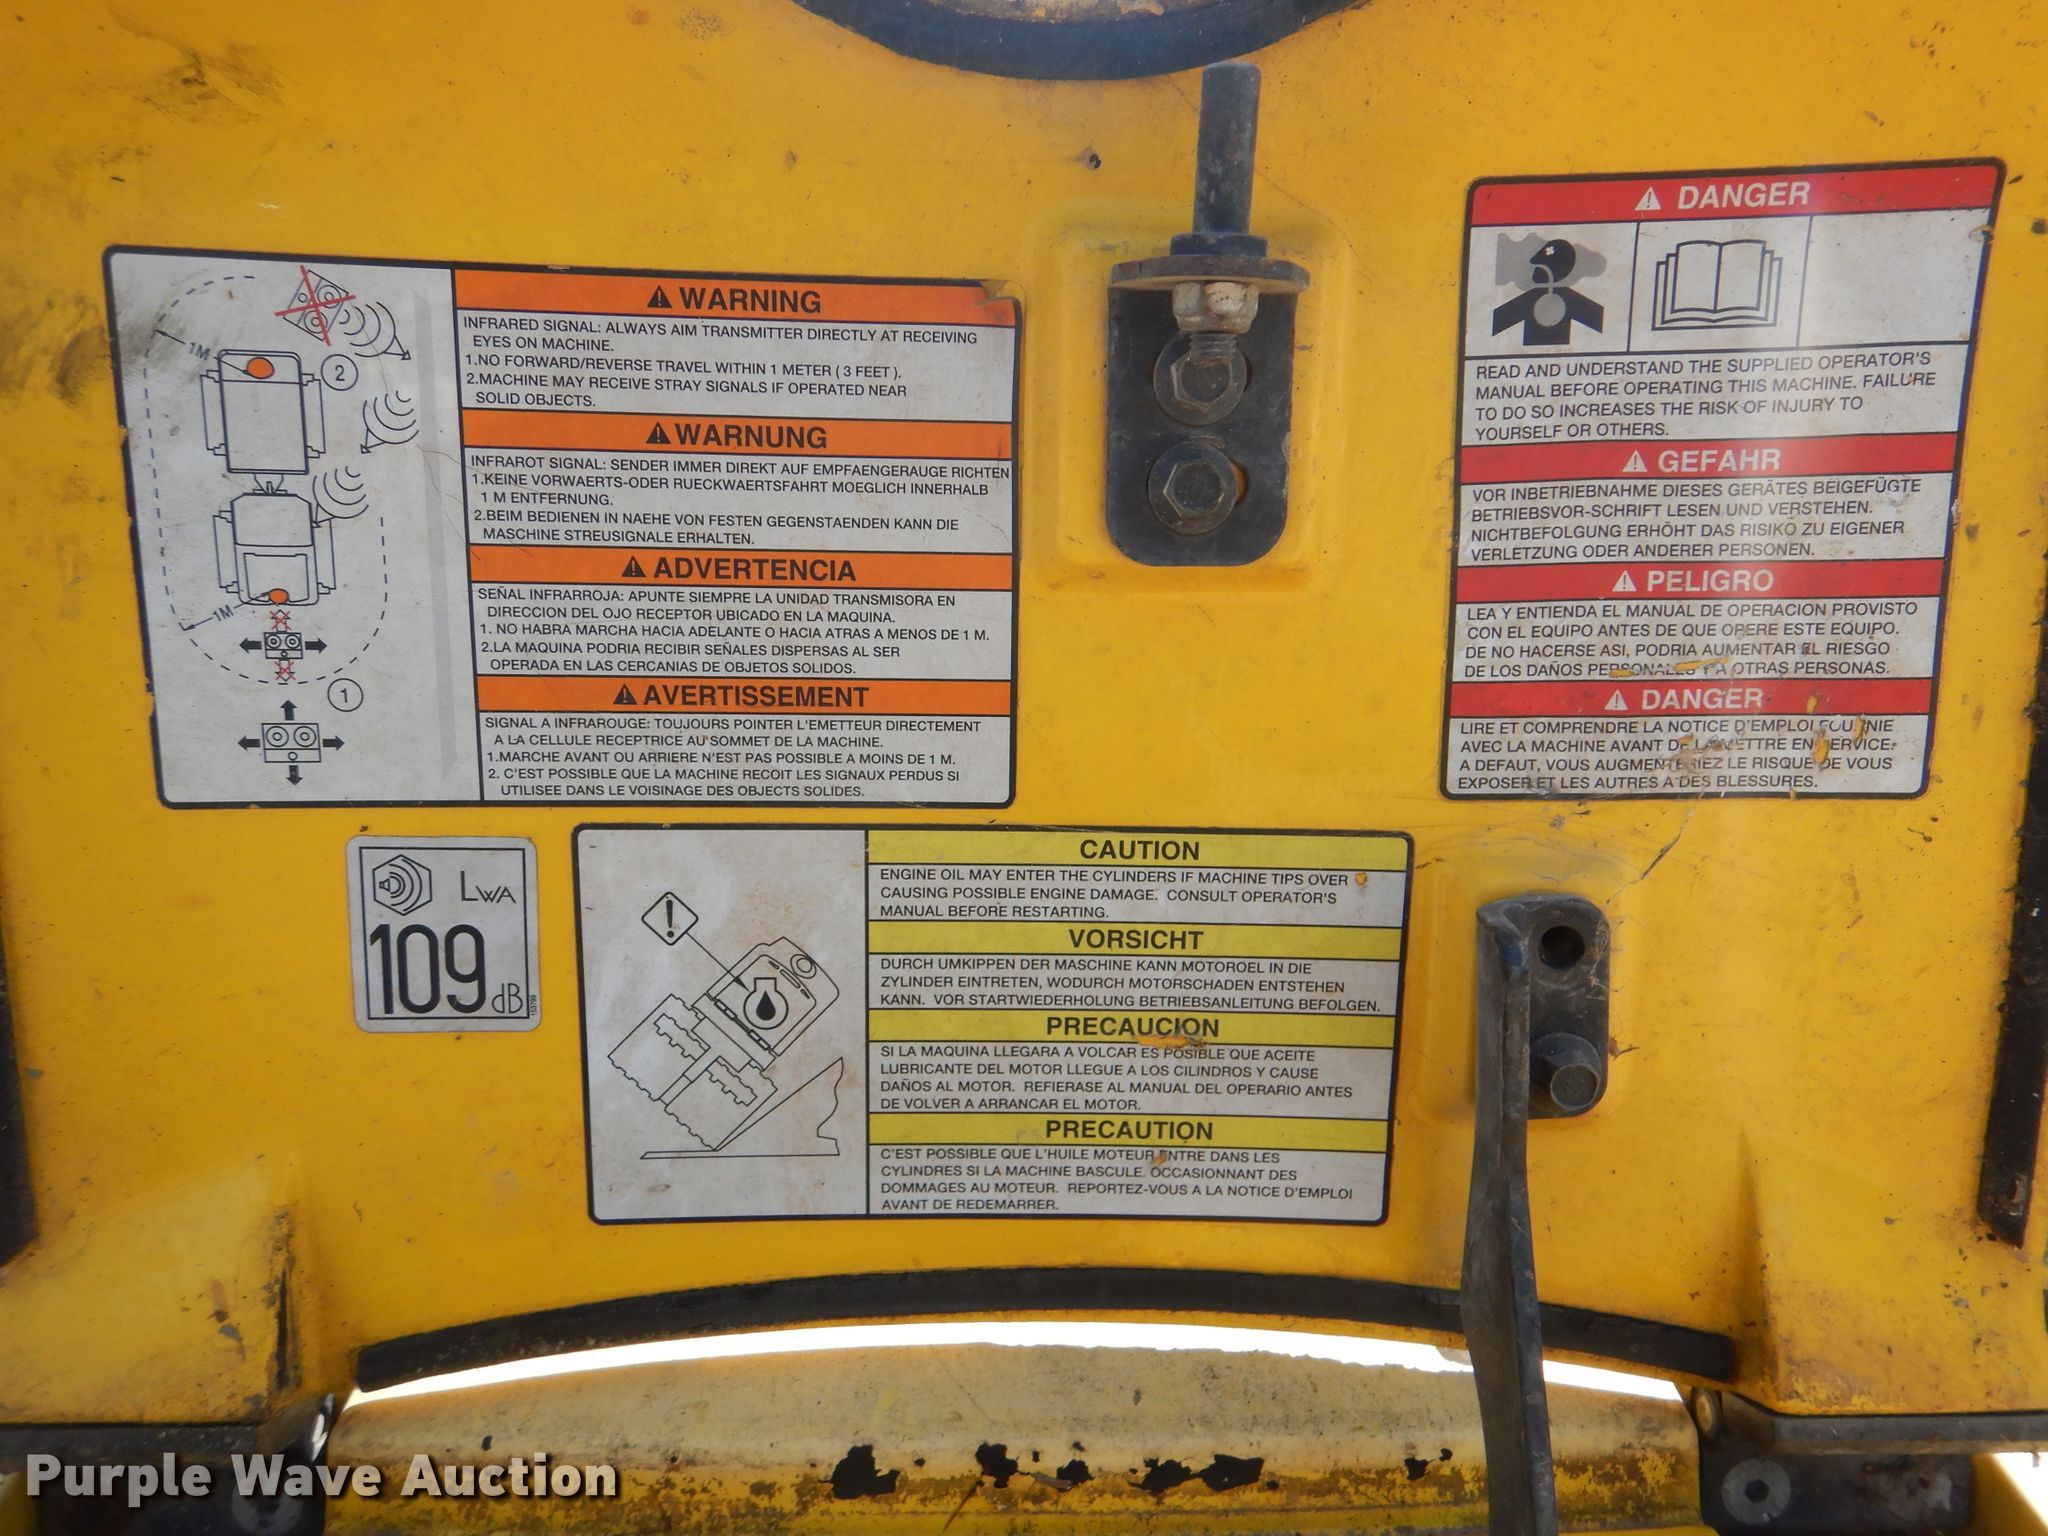 WARNING
INFRARED SIGNAL: ALWAYS AIM TRANSMITTER DIRECTLY AT RECEIVING
EYES ON MACHINE.
1.NO FORWARD/REVERSE TRAVEL WITHIN 1 METER ( 3 FEET ).
2.MACHINE MAY RECEIVE STRAY SIGNALS IF OPERATED NEAR
SOLID OBJECTS.
WARNUNG
INFRAROT SIGNAL: SENDER IMMER DIREKT AUF EMPFAENGERAUGE RICHTEN
1.KEINE VORWAERTS-ODER RUECKWAERTSFAHRT MOEGLICH INNERHALB
1 M ENTFERNUNG.
2.BEIM BEDIENEN IN NAEHE VON FESTEN GEGENSTAENDEN KANN DIE
MASCHINE STREUSIGNALE ERHALTEN.
ADVERTENCIA
SEÑAL INFRARROJA: APUNTE SIEMPRE LA UNIDAD TRANSMISORA EN
DIRECCION DEL OJO RECEPTOR UBICADO EN LA MAQUINA.
1. NO HABRA MARCHA HACIA ADELANTE O HACIA ATRAS A MENOS DE 1 M.
2.LA MAQUINA PODRIA RECIBIR SEÑALES DISPERSAS AL SER
OPERADA EN LAS CERCANIAS DE OBJETOS SOLIDOS.
AVERTISSEMENT
SIGNAL A INFRAROUGE: TOUJOURS POINTER L'EMETTEUR DIRECTEMENT
A LA CELLULE RECEPTRICE AU SOMMET DE LA MACHINE.
1.MARCHE AVANT OU ARRIERE N'EST PAS POSSIBLE A MOINS DE 1 M.
2. C'EST POSSIBLE QUE LA MACHINE RECOIT LES SIGNAUX PERDUS SI
UTILISEE DANS LE VOISINAGE DES OBJECTS SOLIDES.
1M
2
1M
1
DANGER
READ AND UNDERSTAND THE SUPPLIED OPERATOR'S
MANUAL BEFORE OPERATING THIS MACHINE. FAILURE
TO DO SO INCREASES THE RISK OF INJURY TO
YOURSELF OR OTHERS.
GEFAHR
VOR INBETRIEBNAHME DIESES GERÄTES BEIGEFÜGTE
BETRIEBSVOR-SCHRIFT LESEN UND VERSTEHEN.
NICHTBEFOLGUNG ERHÖHT DAS RISIKO ZU EIGENER
VERLETZUNG ODER ANDERER PERSONEN.
PELIGRO
LEA Y ENTIENDA EL MANUAL DE OPERACION PROVISTO
CON EL EQUIPO ANTES DE QUE OPERE ESTE EQUIPO.
DE NO HACERSE ASI, PODRIA AUMENTAR EL RIESGO
DE LOS DAÑOS PERSONALES Y A OTRAS PERSONAS.
DANGER
LIRE ET COMPRENDRE LA NOTICE D'EMPLOI FOURNIE
AVEC LA MACHINE AVANT DE LA METTRE EN SERVICE.
A DEFAUT, VOUS AUGMENTERIEZ LE RISQUE DE VOUS
EXPOSER ET LES AUTRES A DES BLESSURES.
LWA
109 dB
153799
CAUTION
ENGINE OIL MAY ENTER THE CYLINDERS IF MACHINE TIPS OVER
CAUSING POSSIBLE ENGINE DAMAGE. CONSULT OPERATOR'S
MANUAL BEFORE RESTARTING.
VORSICHT
DURCH UMKIPPEN DER MASCHINE KANN MOTOROEL IN DIE
ZYLINDER EINTRETEN, WODURCH MOTORSCHADEN ENTSTEHEN
KANN. VOR STARTWIEDERHOLUNG BETRIEBSANLEITUNG BEFOLGEN.
PRECAUCION
SI LA MAQUINA LLEGARA A VOLCAR ES POSIBLE QUE ACEITE
LUBRICANTE DEL MOTOR LLEGUE A LOS CILINDROS Y CAUSE
DAÑOS AL MOTOR. REFIERASE AL MANUAL DEL OPERARIO ANTES
DE VOLVER A ARRANCAR EL MOTOR.
PRECAUTION
C'EST POSSIBLE QUE L'HUILE MOTEUR ENTRE DANS LES
CYLINDRES SI LA MACHINE BASCULE. OCCASIONNANT DES
DOMMAGES AU MOTEUR. REPORTEZ-VOUS A LA NOTICE D'EMPLOI
AVANT DE REDEMARRER.
Purple Wave Auction